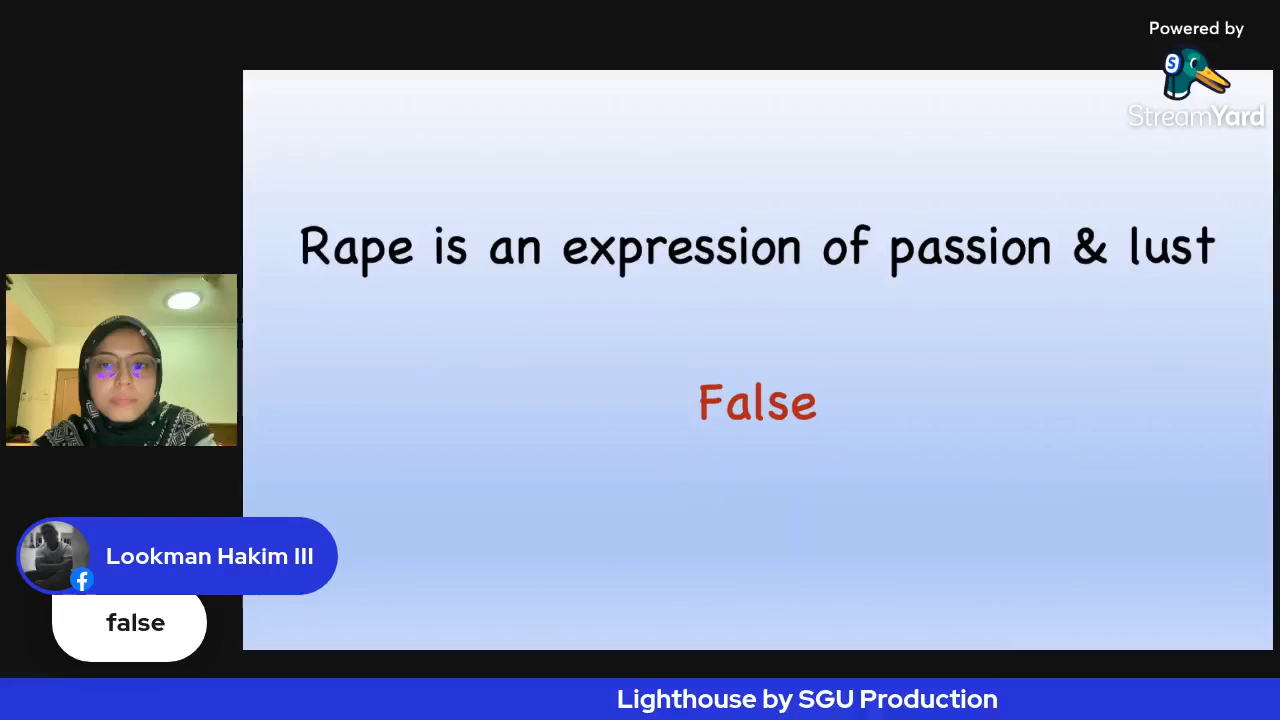 Powered by
StreamYard
Rape is an expression of passion & lust
False
Lookman Hakim III
false
Lighthouse by SGU Production